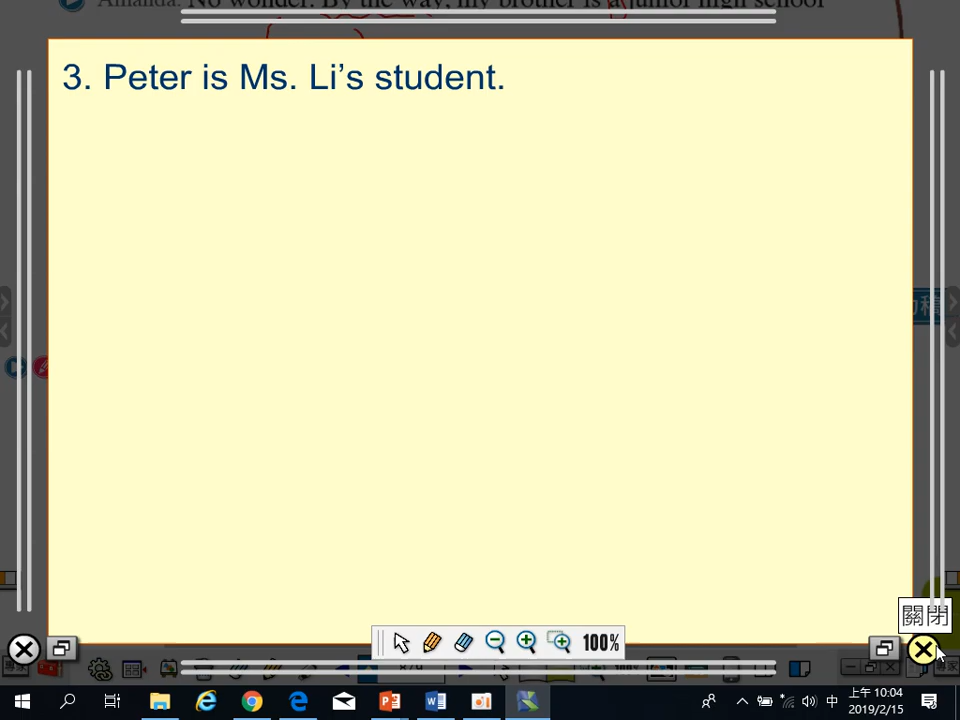 Amanda: No wonder. By the way, my brother is a junior high school
3. Peter is Ms. Li's student.
關閉
100%
上午 10:04
中
2019/2/15